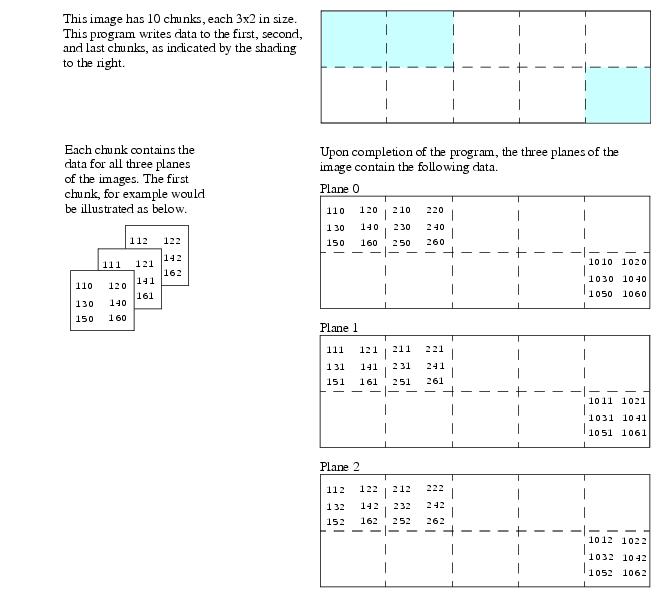 This image has 10 chunks, each 3x2 in size.
This program writes data to the first, second,
and last chunks, as indicated by the shading
to the right.
Each chunk contains the
data for all three planes
of the images. The first
chunk, for example would
be illustrated as below.
112 122
142
162
111 121
141
161
110 120
130 140
150 160
Upon completion of the program, the three planes of the
image contain the following data.
Plane 0
110 120 210 220
130 140 230 240
150 160 250 260
1010 1020
1030 1040
1050 1060
Plane 1
111 121 211 221
131 141 231 241
151 161 251 261
1011 1021
1031 1041
1051 1061
Plane 2
112 122 212 222
132 142 232 242
152 162 252 262
1012 1022
1032 1042
1052 1062